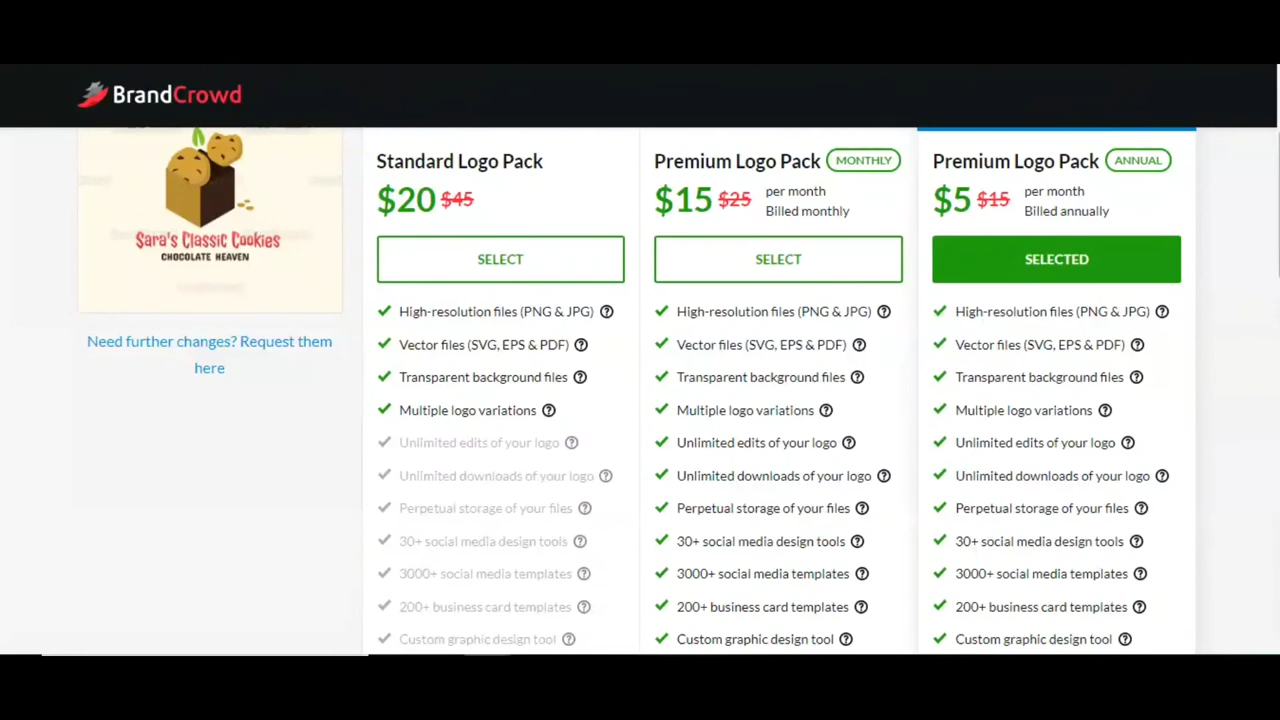 BrandCrowd
Sara's Classic Cookies
CHOCOLATE HEAVEN
Need further changes? Request them
here
Standard Logo Pack
$20 $45
SELECT
High-resolution files (PNG & JPG)
Vector files (SVG, EPS & PDF)
Transparent background files
Multiple logo variations
Unlimited edits of your logo
Unlimited downloads of your logo
Perpetual storage of your files
30+ social media design tools
3000+ social media templates
200+ business card templates
Custom graphic design tool
Premium Logo Pack MONTHLY
$15 $25 per month
Billed monthly
SELECT
High-resolution files (PNG & JPG)
Vector files (SVG, EPS & PDF)
Transparent background files
Multiple logo variations
Unlimited edits of your logo
Unlimited downloads of your logo
Perpetual storage of your files
30+ social media design tools
3000+ social media templates
200+ business card templates
Custom graphic design tool
Premium Logo Pack ANNUAL
$5 $15 per month
Billed annually
SELECTED
High-resolution files (PNG & JPG)
Vector files (SVG, EPS & PDF)
Transparent background files
Multiple logo variations
Unlimited edits of your logo
Unlimited downloads of your logo
Perpetual storage of your files
30+ social media design tools
3000+ social media templates
200+ business card templates
Custom graphic design tool